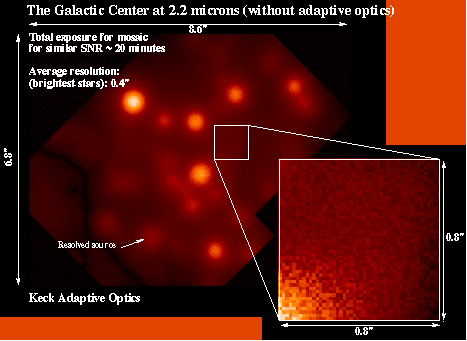 The Galactic Center at 2.2 microns (without adaptive optics)
8.6"
Total exposure for mosaic
for similar SNR ~ 20 minutes
Average resolution:
(brightest stars): 0.4"
6.8"
Resolved source
0.8"
Keck Adaptive Optics
0.8"